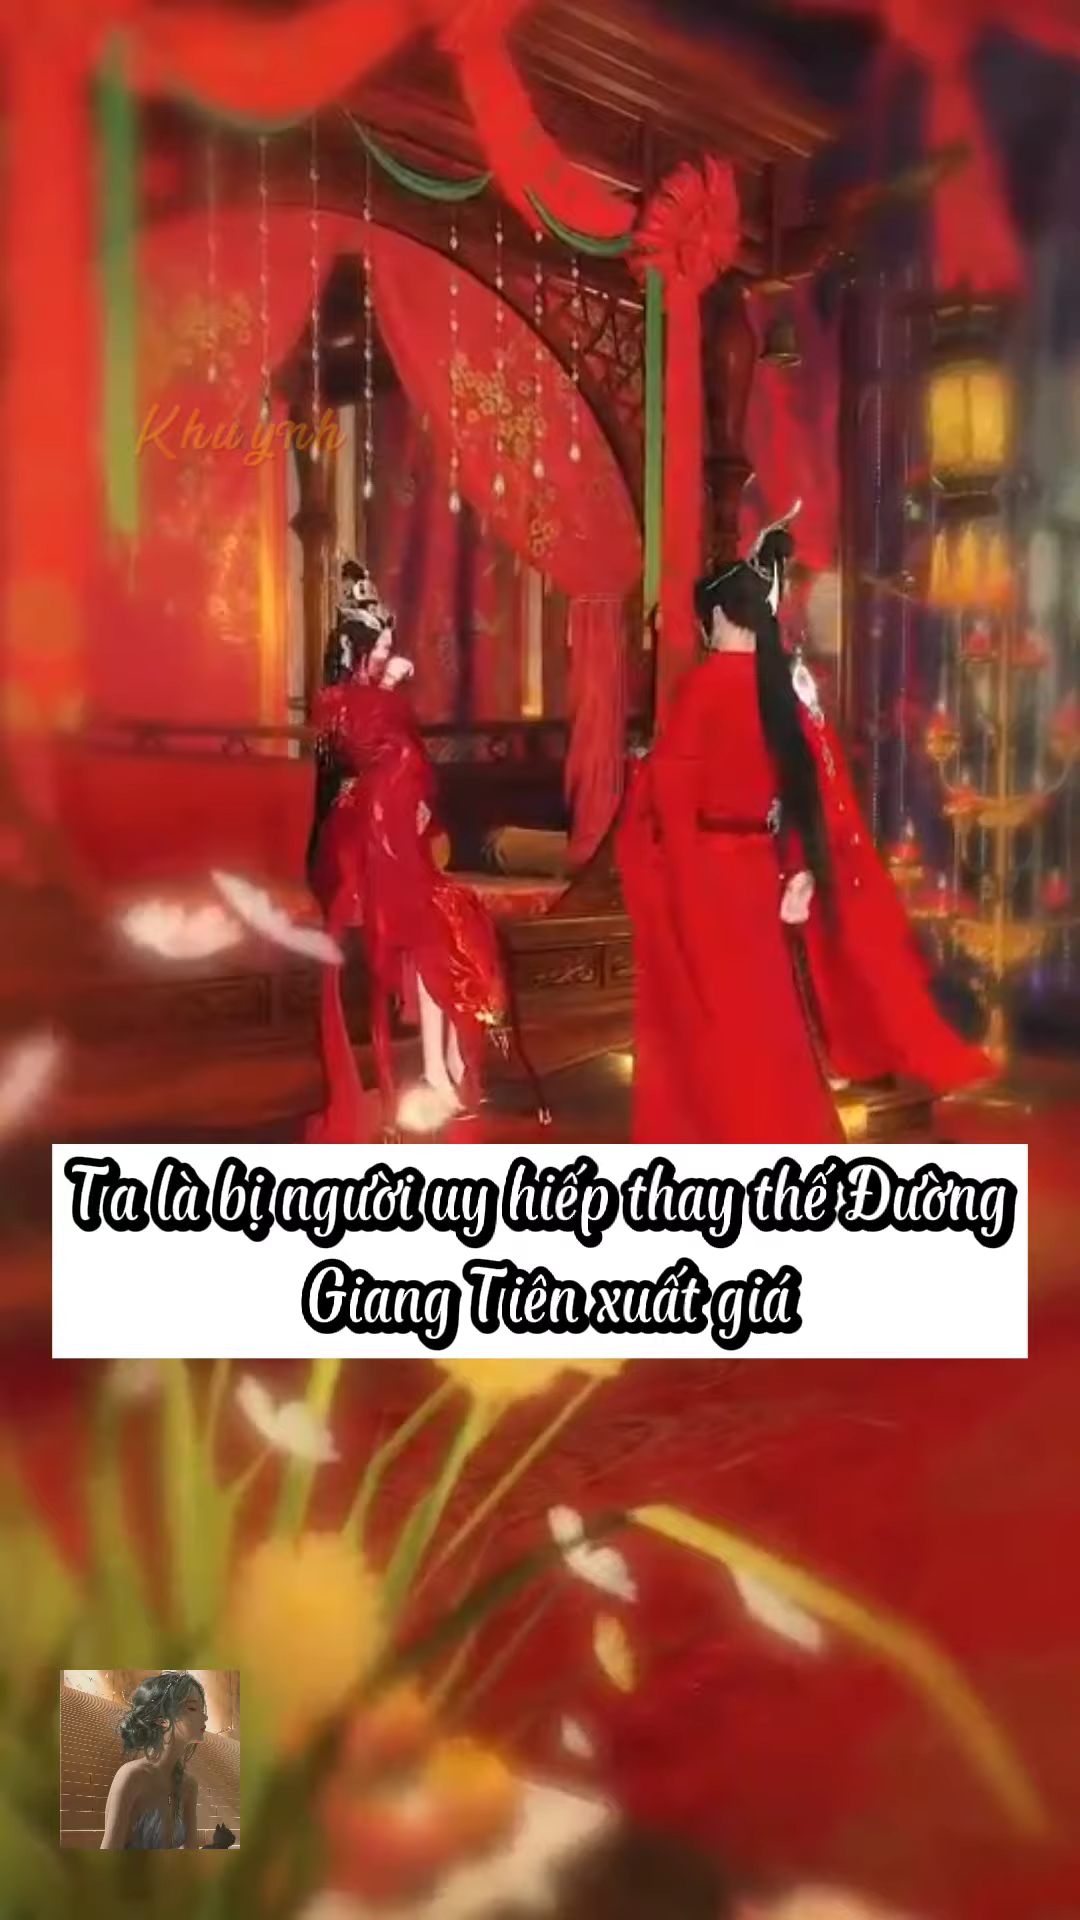 Khuynh
Ta là bị người uy hiếp thay thế Đường
Giang Tiên xuất giá